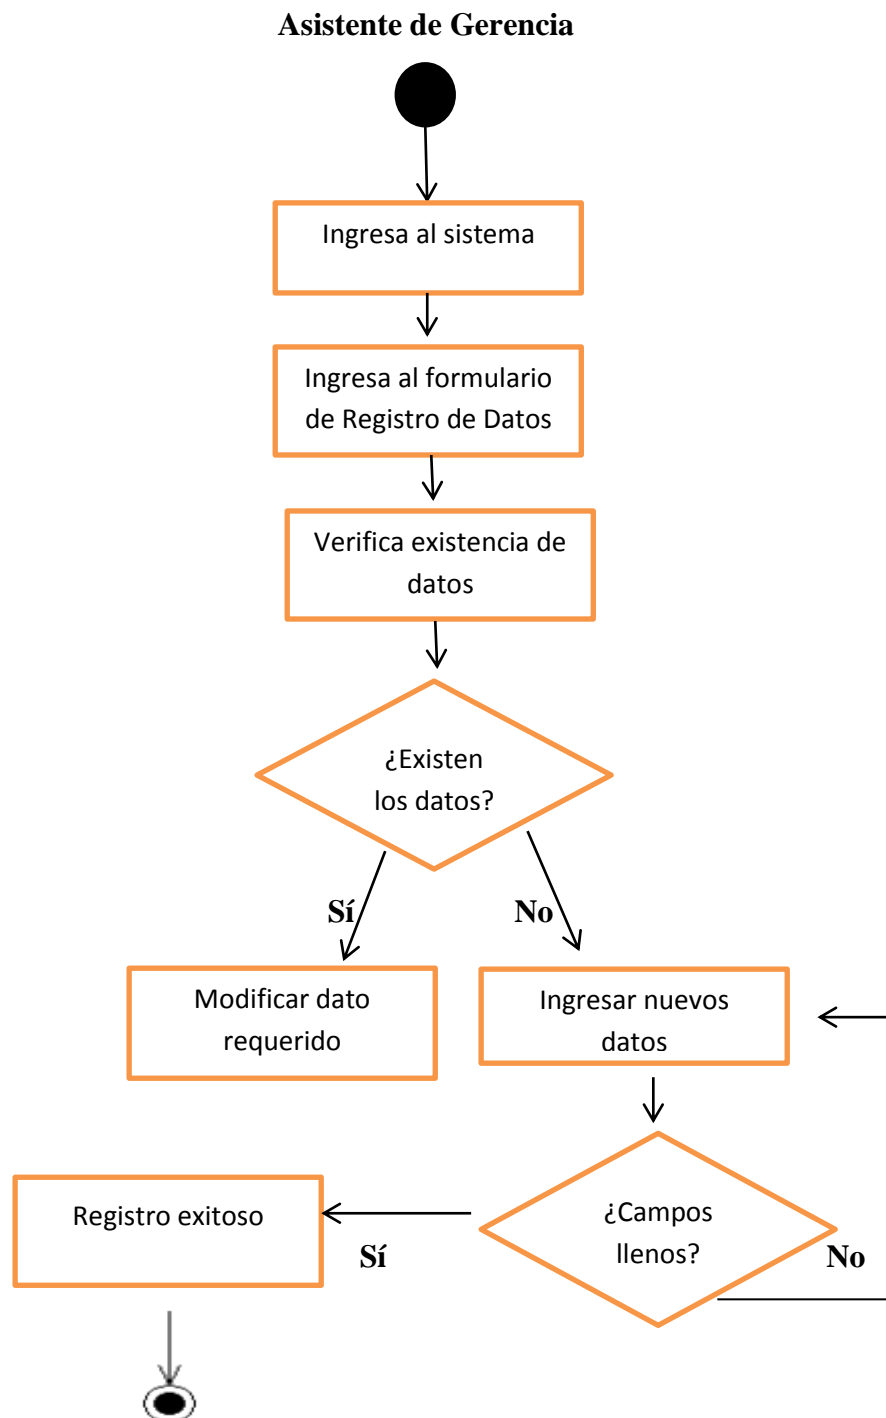 Asistente de Gerencia
Ingresa al sistema
Ingresa al formulario
de Registro de Datos
Verifica existencia de
datos
¿Existen
los datos?
Sí
No
Modificar dato
requerido
Ingresar nuevos
datos
Registro exitoso
¿Campos
llenos?
Sí
No